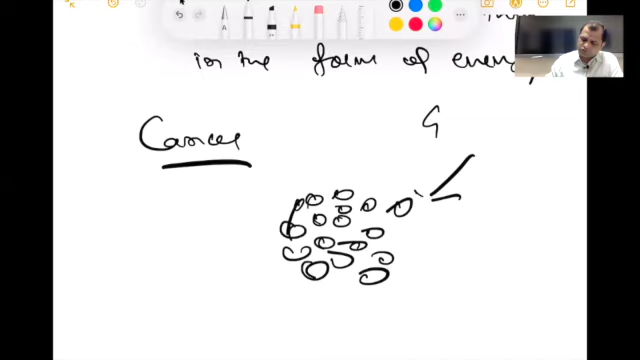 in the form of energy
Cancer
G